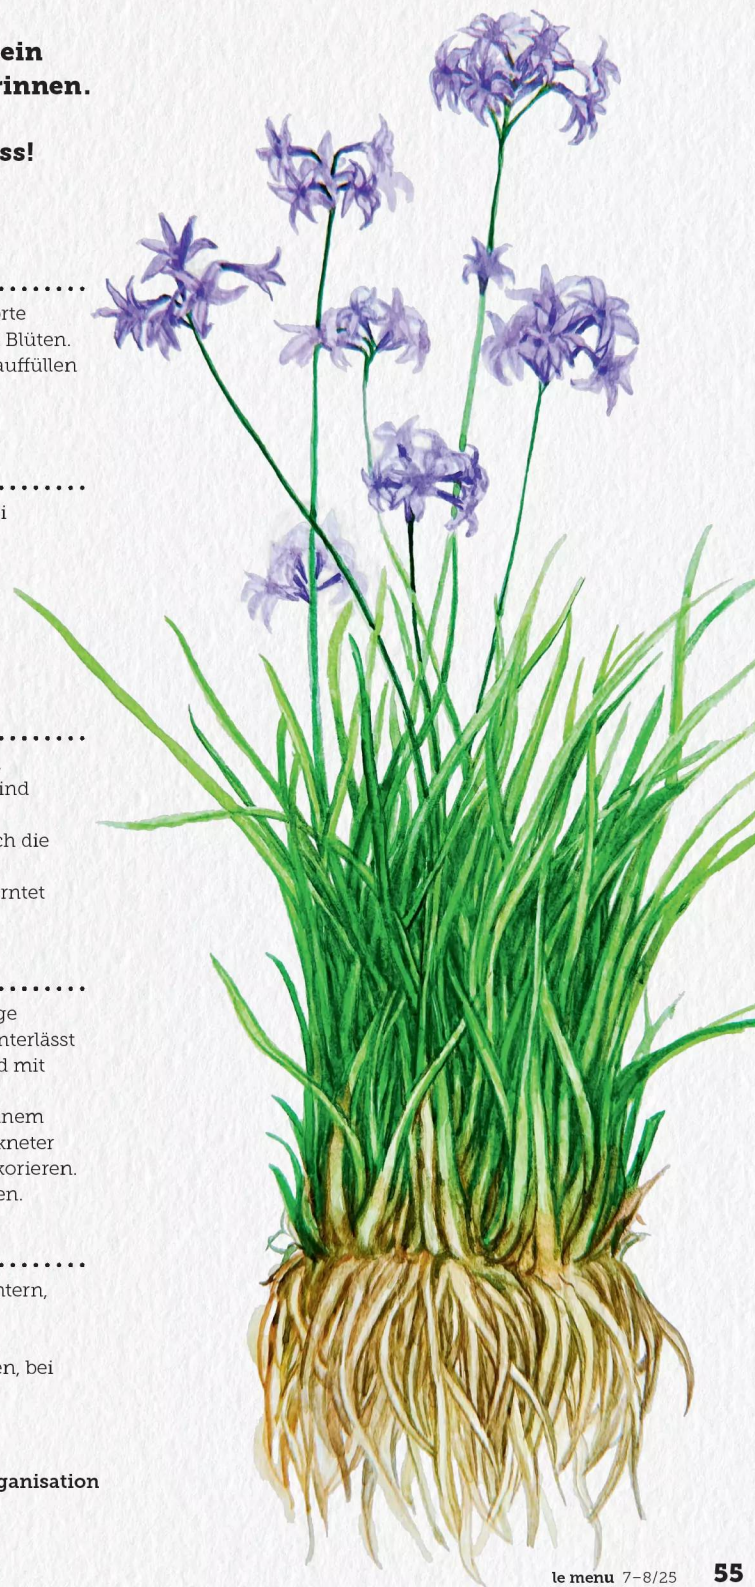 ein
rinnen.
ss!
rte
Blüten.
auffüllen
i
ind
ch die
rntet
ge
nterlässt
d mit
inem
kneter
korieren.
en.
ntern,
en, bei
ganisation
le menu 7–8/25 55